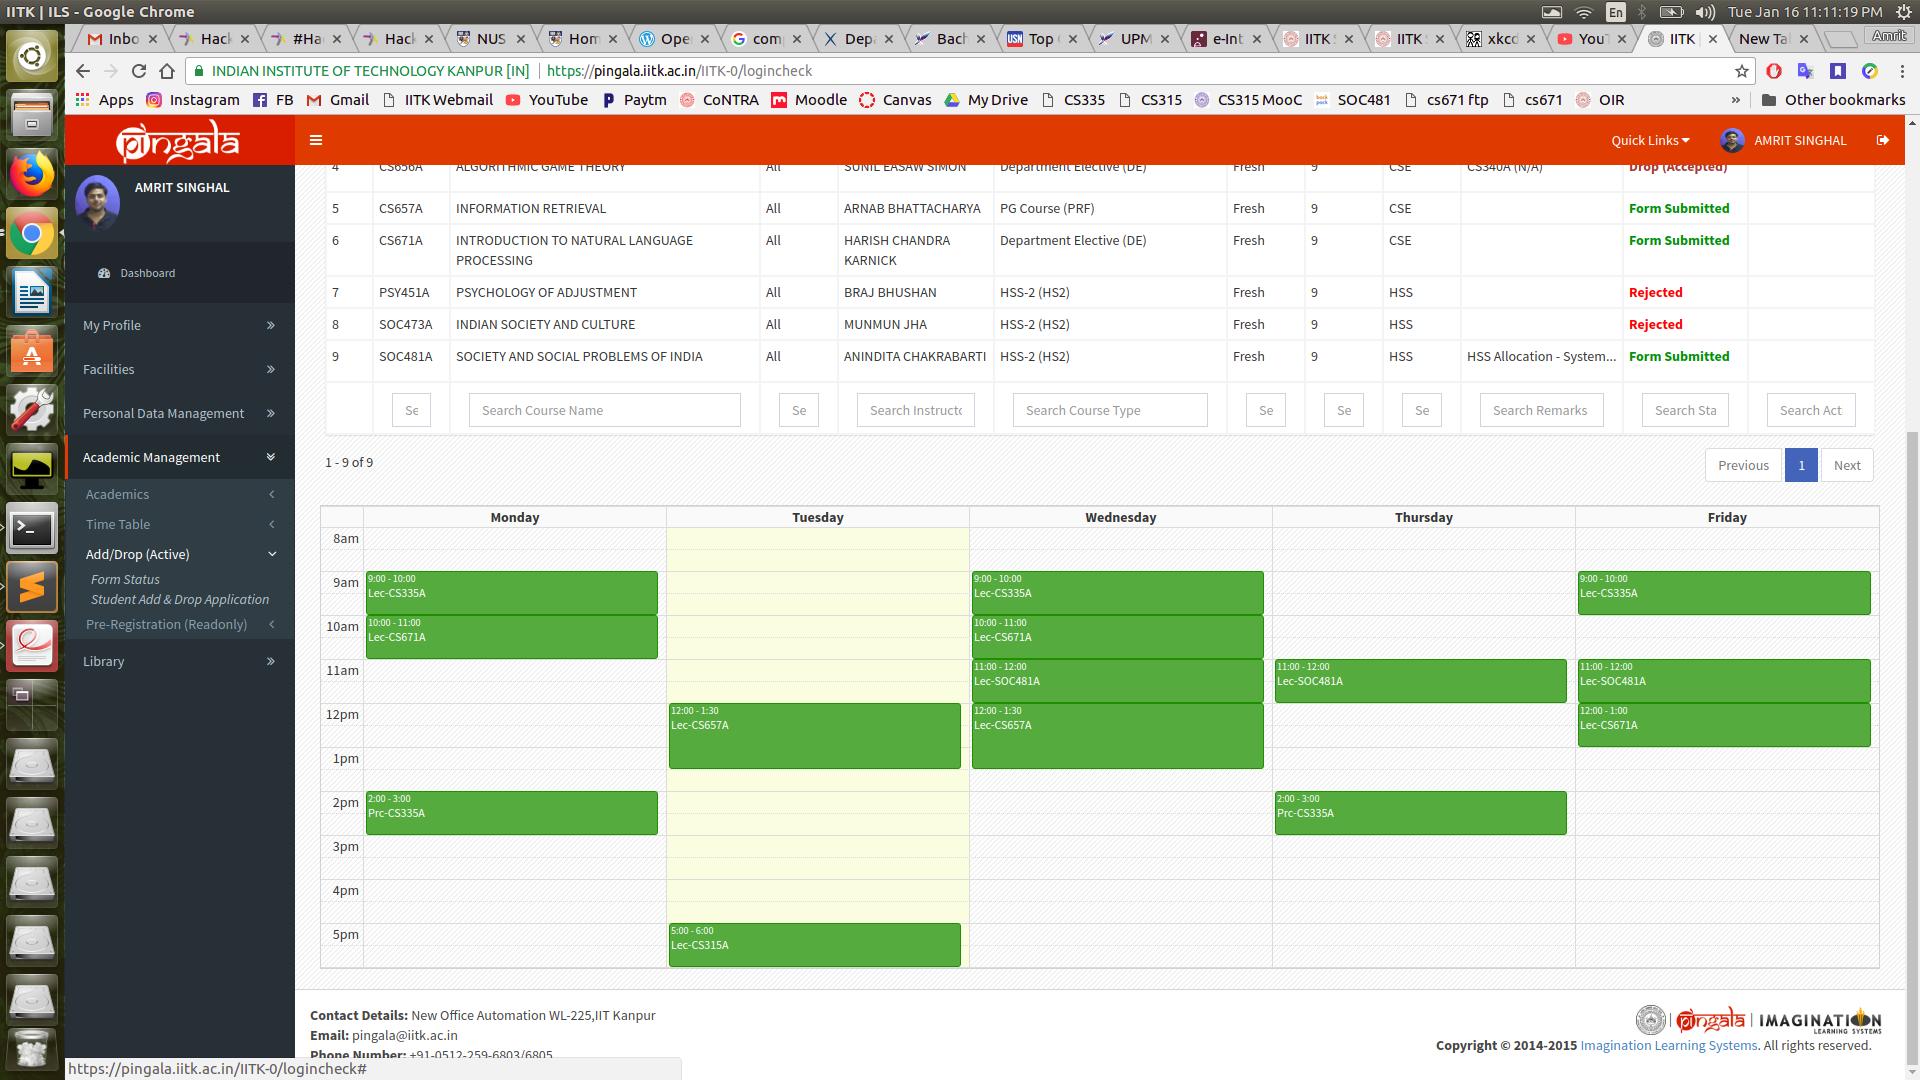 IITK | ILS - Google Chrome
En
Tue Jan 16 11:11:19 PM
Inbo
Hack
#Ha
Hack
NUS
Hom
Ope
com
Depa
Bach
Top
UPM
e-Int
IITK
IITK
xkcd
YouT
IITK
New Ta
Amrit
INDIAN INSTITUTE OF TECHNOLOGY KANPUR [IN]
https://pingala.iitk.ac.in/IITK-0/logincheck
Apps
Instagram
FB
Gmail
IITK Webmail
YouTube
Paytm
CoNTRA
Moodle
Canvas
My Drive
CS335
CS315
CS315 MooC
SOC481
cs671 ftp
cs671
OIR
»
Other bookmarks
pingala
Quick Links
AMRIT SINGHAL
AMRIT SINGHAL
Dashboard
My Profile
Facilities
Personal Data Management
Academic Management
Academics
Time Table
Add/Drop (Active)
Form Status
Student Add & Drop Application
Pre-Registration (Readonly)
Library
4 CS656A ALGORITHMIC GAME THEORY All SUNIL EASAW SIMON Department Elective (DE) Fresh 9 CSE CS340A (N/A) Drop (Accepted)
5 CS657A INFORMATION RETRIEVAL All ARNAB BHATTACHARYA PG Course (PRF) Fresh 9 CSE Form Submitted
6 CS671A INTRODUCTION TO NATURAL LANGUAGE All HARISH CHANDRA Department Elective (DE) Fresh 9 CSE Form Submitted
PROCESSING KARNICK
7 PSY451A PSYCHOLOGY OF ADJUSTMENT All BRAJ BHUSHAN HSS-2 (HS2) Fresh 9 HSS Rejected
8 SOC473A INDIAN SOCIETY AND CULTURE All MUNMUN JHA HSS-2 (HS2) Fresh 9 HSS Rejected
9 SOC481A SOCIETY AND SOCIAL PROBLEMS OF INDIA All ANINDITA CHAKRABARTI HSS-2 (HS2) Fresh 9 HSS HSS Allocation - System... Form Submitted
Se Search Course Name Se Search Instructo Search Course Type Se Se Se Search Remarks Search Sta Search Act
1 - 9 of 9
Previous 1 Next
Monday Tuesday Wednesday Thursday Friday
8am
9am
9:00 - 10:00
Lec-CS335A
9:00 - 10:00
Lec-CS335A
9:00 - 10:00
Lec-CS335A
10am
10:00 - 11:00
Lec-CS671A
10:00 - 11:00
Lec-CS671A
11am
11:00 - 12:00
Lec-SOC481A
11:00 - 12:00
Lec-SOC481A
11:00 - 12:00
Lec-SOC481A
12pm
12:00 - 1:30
Lec-CS657A
12:00 - 1:30
Lec-CS657A
12:00 - 1:00
Lec-CS671A
1pm
2pm
2:00 - 3:00
Prc-CS335A
2:00 - 3:00
Prc-CS335A
3pm
4pm
5pm
5:00 - 6:00
Lec-CS315A
Contact Details: New Office Automation WL-225,IIT Kanpur
Email: pingala@iitk.ac.in
Phone Number: +91-0512-259-6803/6805
pingala
IMAGINATION
LEARNING SYSTEMS
Copyright © 2014-2015 Imagination Learning Systems. All rights reserved.
https://pingala.iitk.ac.in/IITK-0/logincheck#